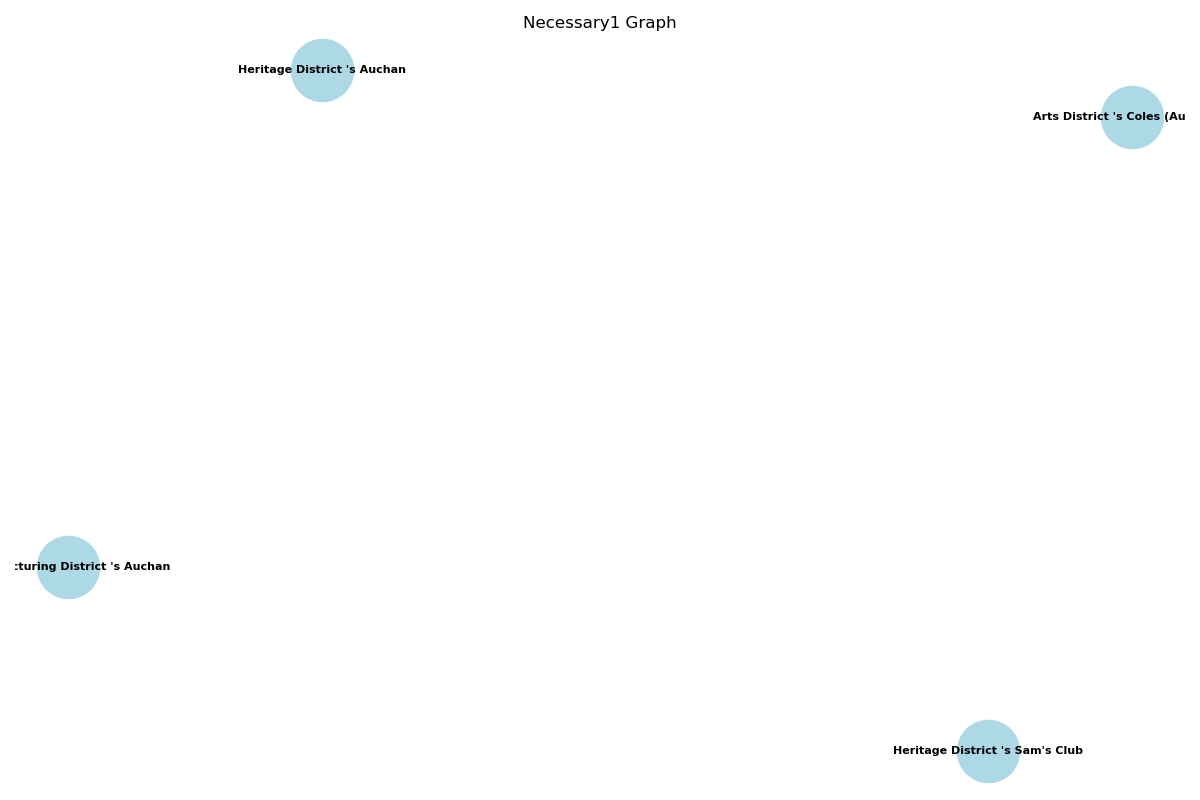 Necessary1 Graph
Heritage District 's Auchan
Arts District 's Coles (Au
cturing District 's Auchan
Heritage District 's Sam's Club